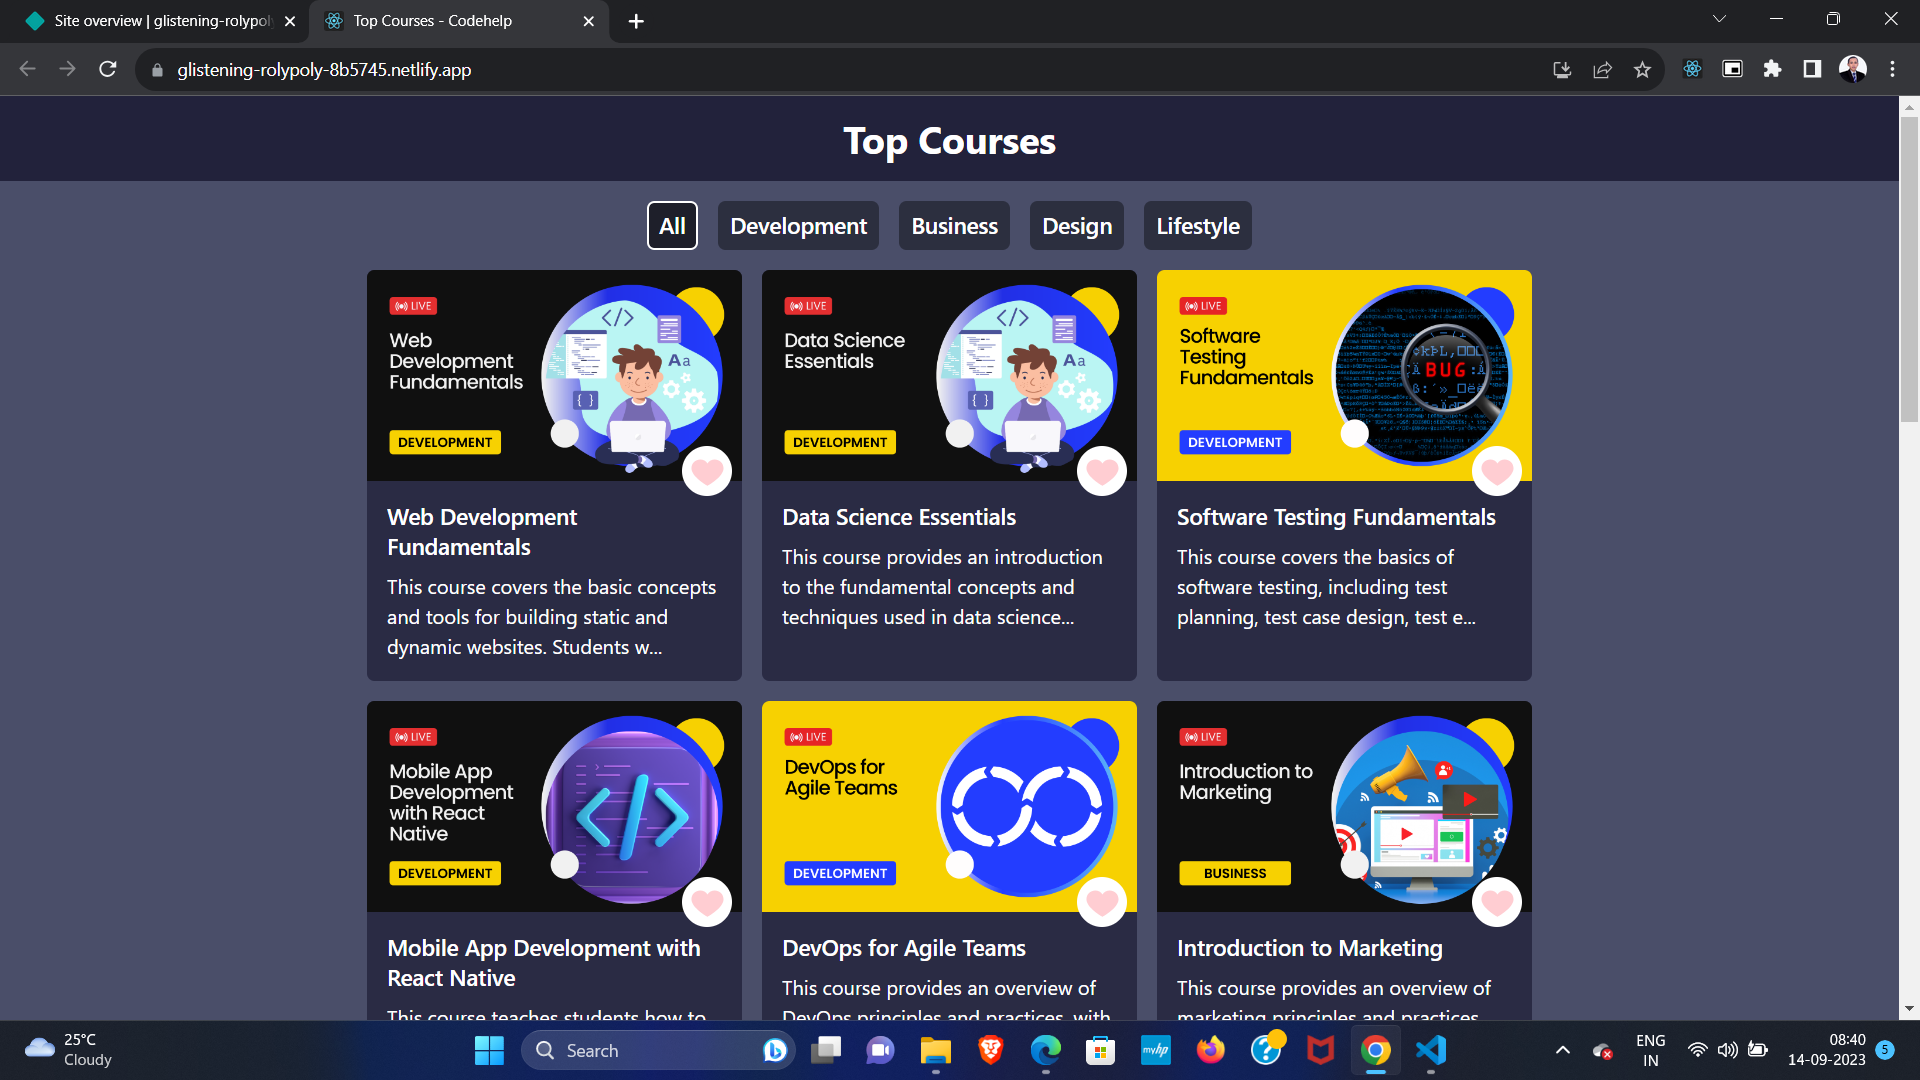 Site overview | glistening-rolypol
Top Courses - Codehelp
glistening-rolypoly-8b5745.netlify.app
Top Courses
All
Development
Business
Design
Lifestyle
LIVE
Web
Development
Fundamentals
</>
Aa
{ }
DEVELOPMENT
LIVE
Data Science
Essentials
</>
Aa
{ }
DEVELOPMENT
LIVE
Software
Testing
Fundamentals
BUG
DEVELOPMENT
Web Development
Fundamentals
This course covers the basic concepts
and tools for building static and
dynamic websites. Students w...
Data Science Essentials
This course provides an introduction
to the fundamental concepts and
techniques used in data science...
Software Testing Fundamentals
This course covers the basics of
software testing, including test
planning, test case design, test e...
LIVE
Mobile App
Development
with React
Native
</>
DEVELOPMENT
LIVE
DevOps for
Agile Teams
DEVELOPMENT
LIVE
Introduction to
Marketing
BUSINESS
Mobile App Development with
React Native
This course teaches students how to
DevOps for Agile Teams
This course provides an overview of
DevOps principles and practices, with
Introduction to Marketing
This course provides an overview of
marketing principles and practices
25°C
Cloudy
Search
myhp
ENG
IN
08:40
14-09-2023
5